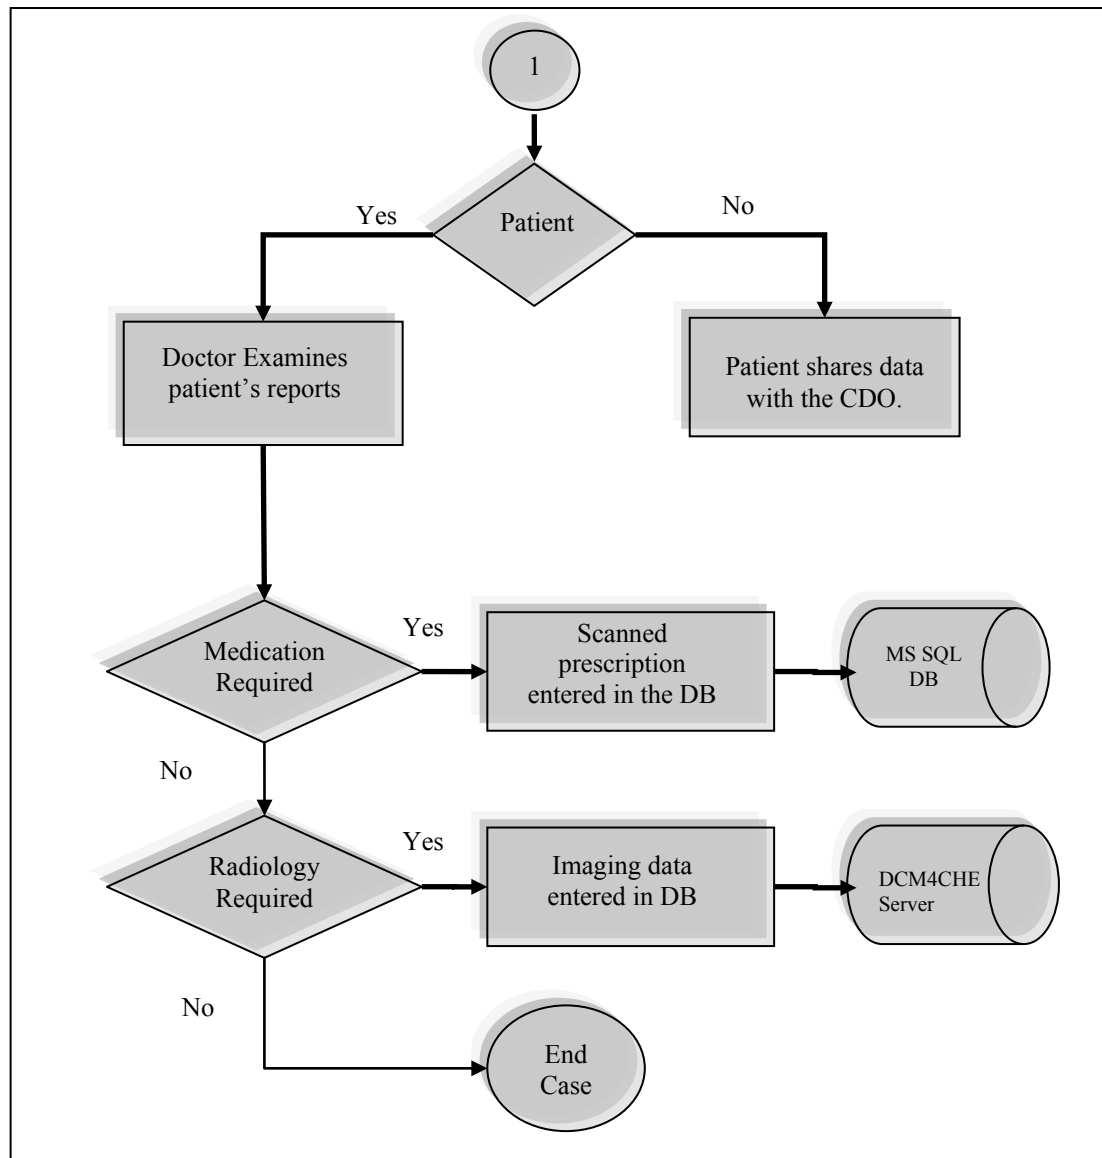 1
Patient
Yes
No
Doctor Examines
patient’s reports
Patient shares data
with the CDO.
Medication
Required
Yes
Scanned
prescription
entered in the DB
MS SQL
DB
No
Radiology
Required
Yes
Imaging data
entered in DB
DCM4CHE
Server
No
End
Case